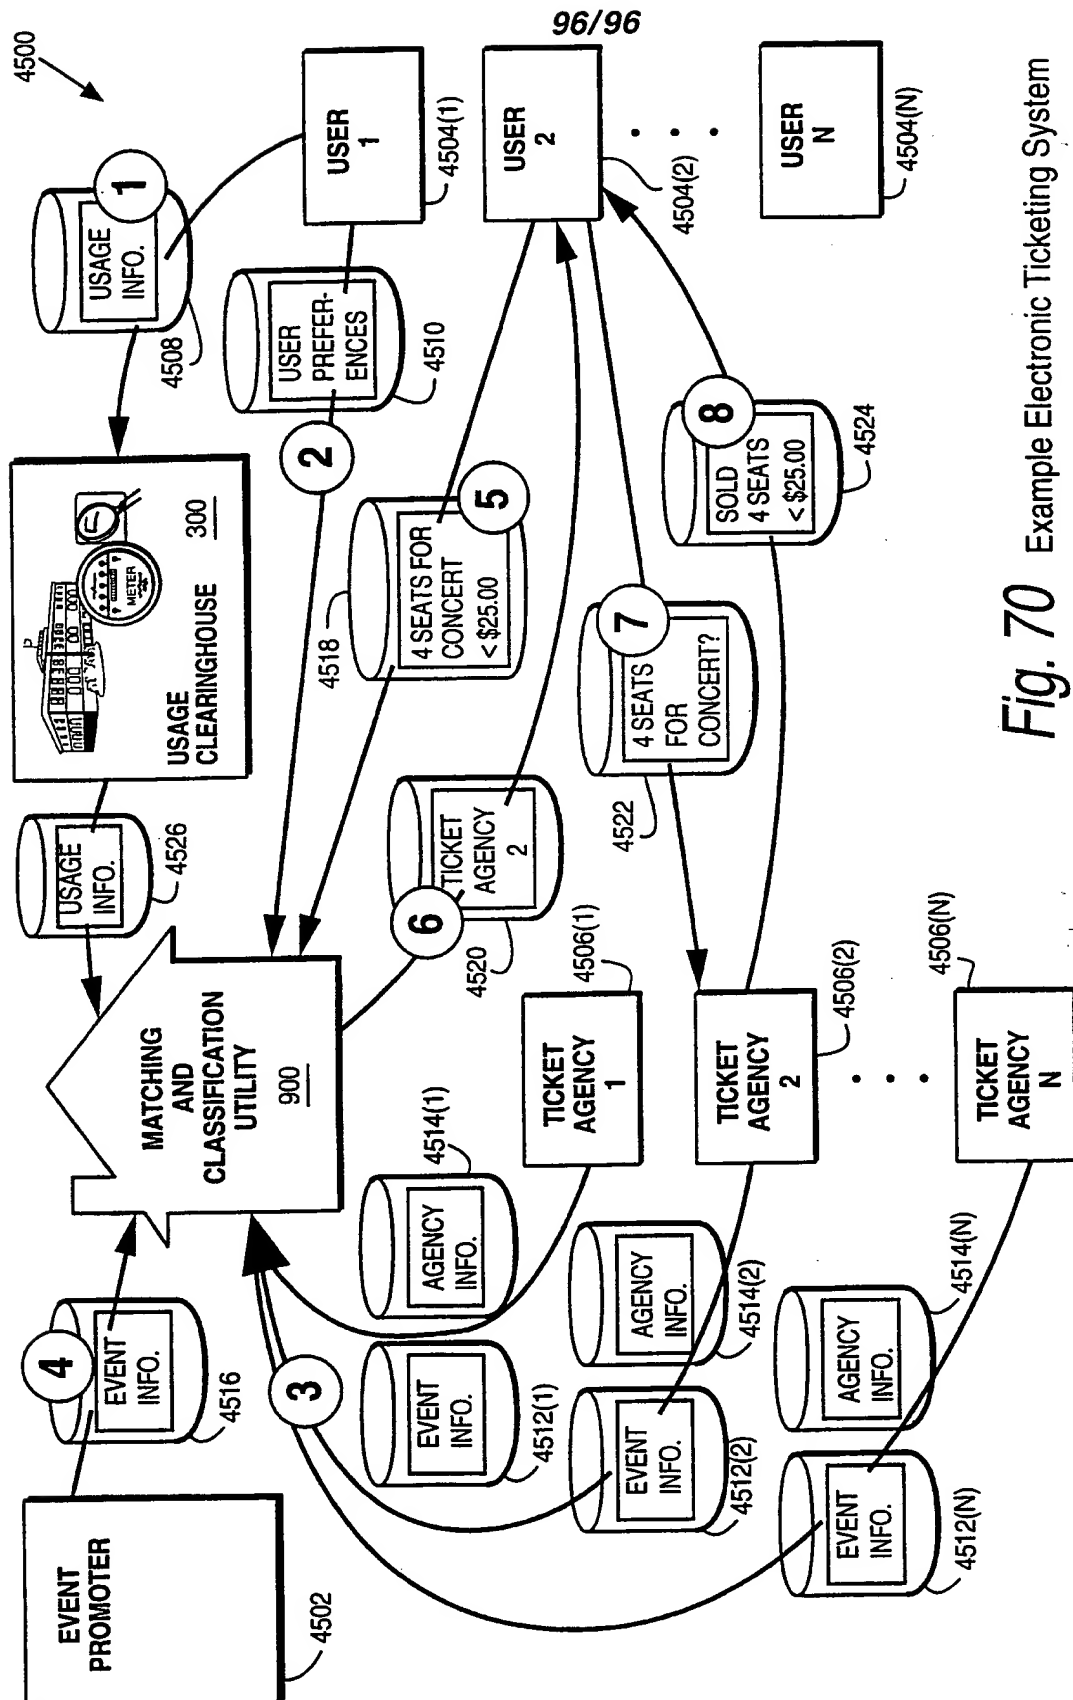 96/96
4500
EVENT
PROMOTER
4502
4
EVENT
INFO.
4516
MATCHING
AND
CLASSIFICATION
UTILITY
900
USAGE
INFO.
4526
METER
300
USAGE
CLEARINGHOUSE
1
USAGE
INFO.
4508
USER
1
4504(1)
2
USER
PREFER-
ENCES
4510
3
EVENT
INFO.
4512(1)
AGENCY
INFO.
4514(1)
TICKET
AGENCY
1
4506(1)
6
TICKET
AGENCY
2
4520
4518
4 SEATS FOR
CONCERT
< $25.00
5
USER
2
4504(2)
EVENT
INFO.
4512(2)
AGENCY
INFO.
4514(2)
TICKET
AGENCY
2
4506(2)
7
4 SEATS
FOR
CONCERT?
4522
8
SOLD
4 SEATS
< $25.00
4524
EVENT
INFO.
4512(N)
AGENCY
INFO.
4514(N)
TICKET
AGENCY
N
4506(N)
USER
N
4504(N)
Fig. 70 Example Electronic Ticketing System